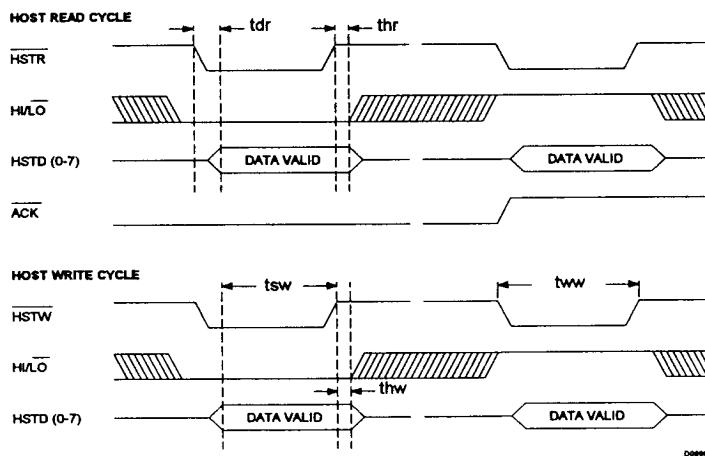 HOST READ CYCLE
tdr
thr
HSTR
HI/LO
HSTD (0-7)
DATA VALID
DATA VALID
ACK
HOST WRITE CYCLE
tsw
tww
HSTW
HI/LO
thw
HSTD (0-7)
DATA VALID
DATA VALID